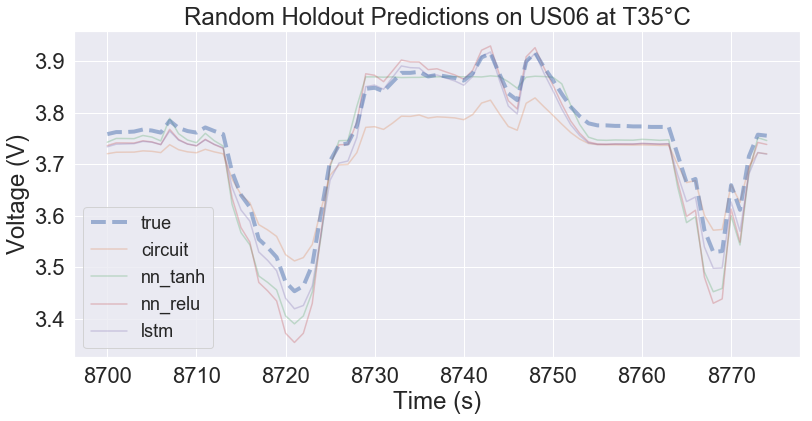 Random Holdout Predictions on US06 at T35°C
Voltage (V)
3.9
3.8
3.7
3.6
3.5
3.4
true
circuit
nn_tanh
nn_relu
lstm
8700 8710 8720 8730 8740 8750 8760 8770
Time (s)